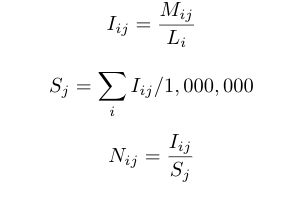 I_{ij} = \frac{M_{ij}}{L_i}
S_j = \sum_i I_{ij}/1,000,000
N_{ij} = \frac{I_{ij}}{S_j}